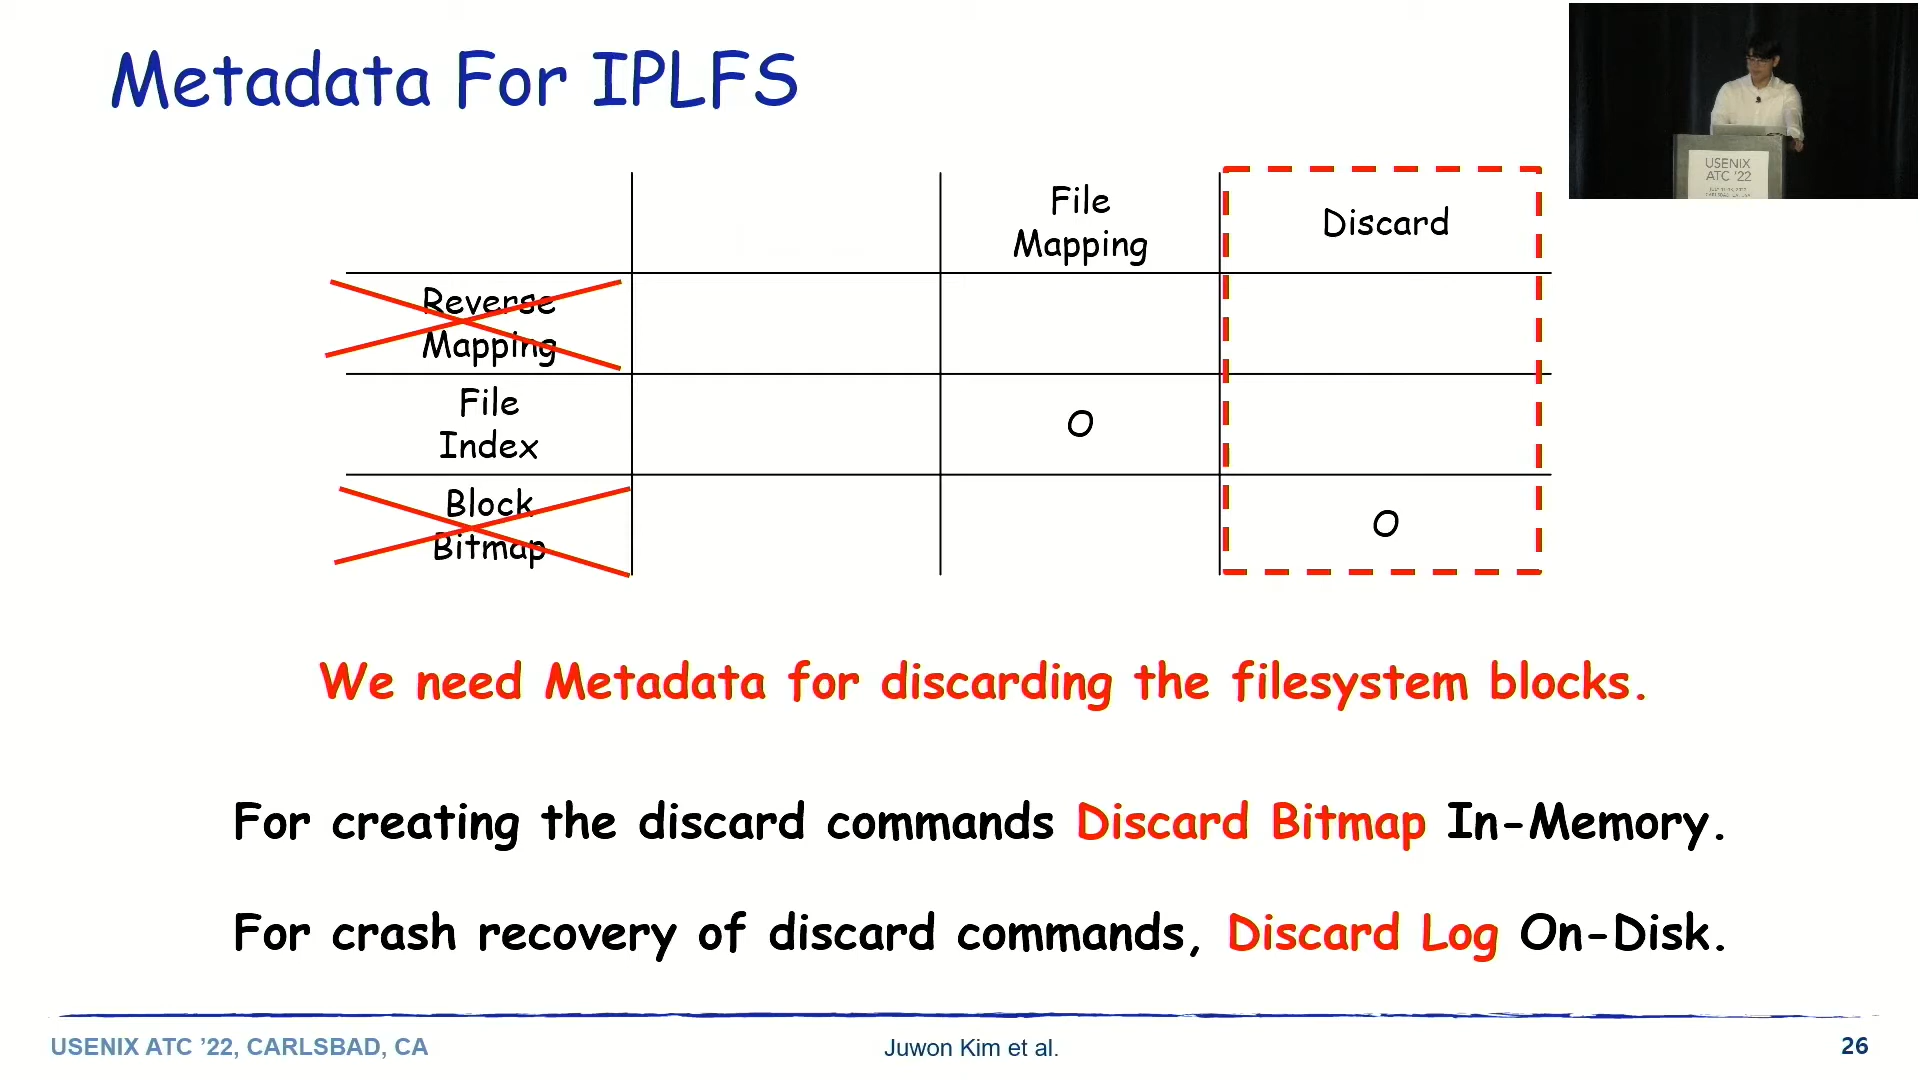 Metadata For IPLFS
USENIX
ATC '22
File
Mapping
Discard
Reverse
Mapping
File
Index
O
Block
Bitmap
O
We need Metadata for discarding the filesystem blocks.
For creating the discard commands Discard Bitmap In-Memory.
For crash recovery of discard commands, Discard Log On-Disk.
USENIX ATC ’22, CARLSBAD, CA
Juwon Kim et al.
26